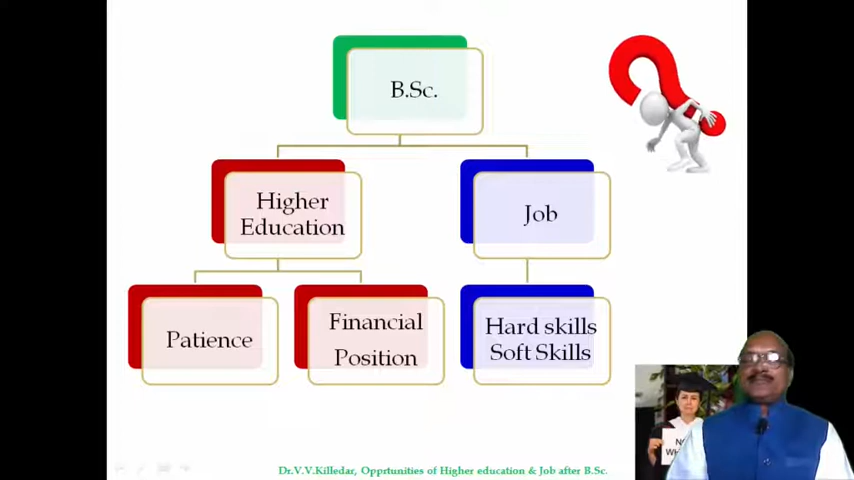 B.Sc.
Higher
Education
Job
Patience
Financial
Position
Hard skills
Soft Skills
Dr.V.V.Killedar, Opprtunities of Higher education & Job after B.Sc.